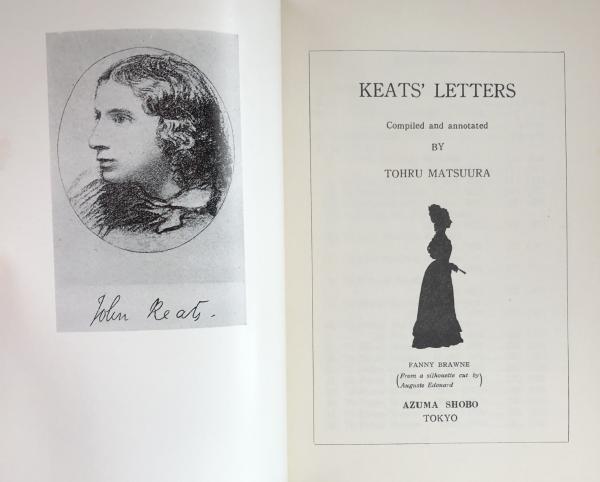 John Keats.
KEATS' LETTERS
Compiled and annotated
BY
TOHRU MATSUURA
FANNY BRAWNE
(From a silhouette cut by
Auguste Edouard)
AZUMA SHOBO
TOKYO